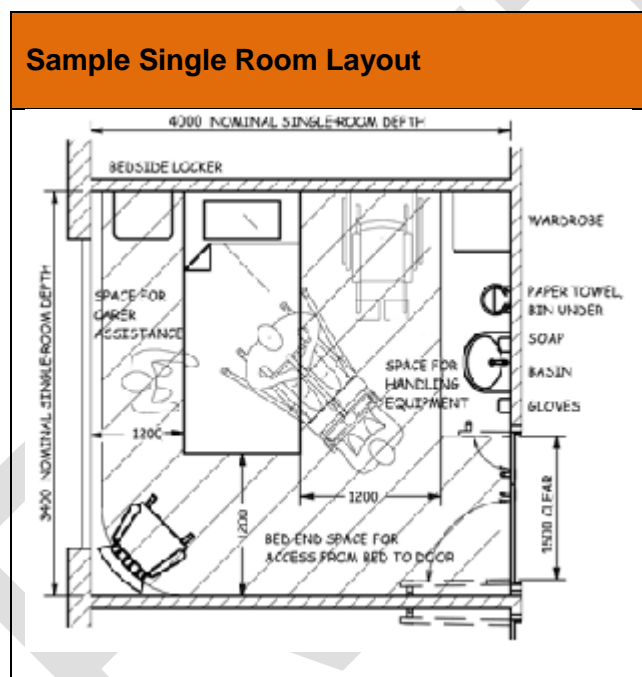 Sample Single Room Layout
4000 NOMINAL SINGLE-ROOM DEPTH
BEDSIDE LOCKER
WARDROBE
3400 NOMINAL SINGLE-ROOM DEPTH
SPACE FOR
CARER
ASSISTANCE
PAPER TOWEL,
BIN UNDER
SOAP
BASIN
GLOVES
SPACE FOR
HANDLING
EQUIPMENT
1200
1200
1200
1500 CLEAR
BED END SPACE FOR
ACCESS FROM BED TO DOOR